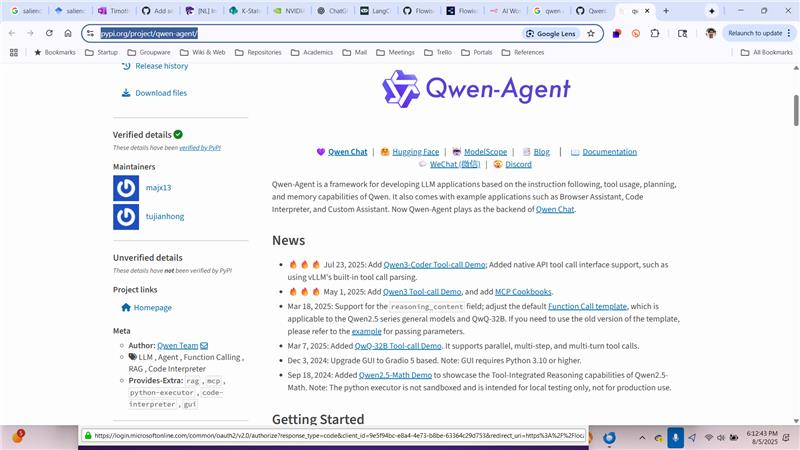 salienc
salienc
Timoth
Add se
[NL] In
K-State
NVIDIA
ChatG
LangC
Flowise
Flowise
AI Wor
qwen a
Qwen
qw
pypi.org/project/qwen-agent/
Google Lens
Relaunch to update
Bookmarks
Survey
Groupware
Wiki & Web
Repositories
Academics
Mail
Meetings
Trello
Portals
References
All Bookmarks
Release history
Download files
Verified details
These details have been verified by PyPI
Maintainers
majx13
tujianhong
Unverified details
These details have not been verified by PyPI
Project links
Homepage
Meta
Author: Qwen Team
LLM , Agent , Function Calling ,
RAG , Code Interpreter
Provides-Extra: rag , mcp ,
python-executor , code-
interpreter , gui
Qwen-Agent
Qwen Chat | Hugging Face | ModelScope | Blog | Documentation
WeChat (微信) | Discord
Qwen-Agent is a framework for developing LLM applications based on the instruction following, tool usage, planning,
and memory capabilities of Qwen. It also comes with example applications such as Browser Assistant, Code
Interpreter, and Custom Assistant. Now Qwen-Agent plays as the backend of Qwen Chat.
News
Jul 23, 2025: Add Qwen3-Coder Tool-call Demo; Added native API tool call interface support, such as
using vLLM's built-in tool call parsing.
May 1, 2025: Add Qwen3 Tool-call Demo, and add MCP Cookbooks.
Mar 18, 2025: Support for the reasoning_content field; adjust the default Function Call template, which is
applicable to the Qwen2.5 series general models and QwQ-32B. If you need to use the old version of the template,
please refer to the example for passing parameters.
Mar 7, 2025: Added QwQ-32B Tool-call Demo. It supports parallel, multi-step, and multi-turn tool calls.
Dec 3, 2024: Upgrade GUI to Gradio 5 based. Note: GUI requires Python 3.10 or higher.
Sep 18, 2024: Added Qwen2.5-Math Demo to showcase the Tool-Integrated Reasoning capabilities of Qwen2.5-
Math. Note: The python executor is not sandboxed and is intended for local testing only, not for production use.
Getting Started
https://login.microsoftonline.com/common/oauth2/v2.0/authorize?response_type=code&client_id=9e5f94bc-e8a4-4e73-b8be-63364c29d753&redirect_uri=https%3A%2F%2Floc
6:12:43 PM
8/5/2025